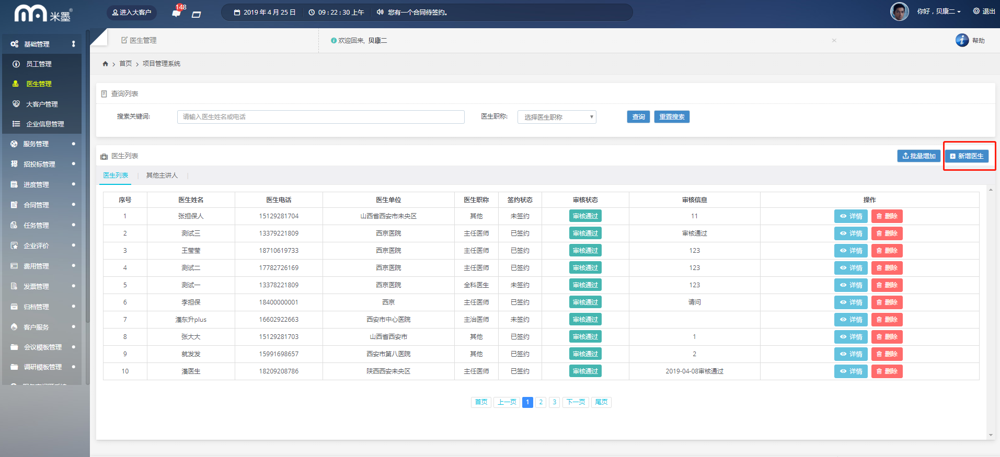 米墨®
进入大客户
148
2019 年 4 月 25 日
09 : 22 : 30 上午
您有一个合同待签约。
你好，贝康二
退出
基础管理
员工管理
医生管理
大客户管理
企业信息管理
服务管理
招投标管理
进度管理
合同管理
任务管理
企业评价
费用管理
发票管理
归档管理
客户服务
会议模板管理
调研模板管理
医生管理
欢迎回来, 贝康二
×
帮助
首页 > 项目管理系统
查询列表
搜索关键词: 请输入医生姓名或电话 医生职称: 选择医生职称 查询 重置搜索
医生列表 批量增加 新增医生
医生列表 | 其他主讲人 |
序号 医生姓名 医生电话 医生单位 医生职称 签约状态 审核状态 审核信息 操作
1 张担保人 15129281704 山西省西安市未央区 其他 未签约 审核通过 11 详情 删除
2 测试三 13379221809 西京医院 主任医师 已签约 审核通过 审核通过 详情 删除
3 王莹莹 18710619733 西京医院 主任医师 已签约 审核通过 123 详情 删除
4 测试二 17782726169 西京医院 主任医师 已签约 审核通过 123 详情 删除
5 测试一 13378221809 西京医院 全科医生 未签约 审核通过 123 详情 删除
6 李担保 18400000001 西京 主任医师 已签约 审核通过 请问 详情 删除
7 潘东升plus 16602922663 西安市中心医院 主治医师 未签约 审核通过 详情 删除
8 张大大 15129281703 山西省西安市 其他 已签约 审核通过 1 详情 删除
9 就发发 15991698657 西安市第八医院 其他 已签约 审核通过 2 详情 删除
10 潘医生 18209208786 陕西西安未央区 主任医师 已签约 审核通过 2019-04-08审核通过 详情 删除
首页 上一页 1 2 3 下一页 尾页